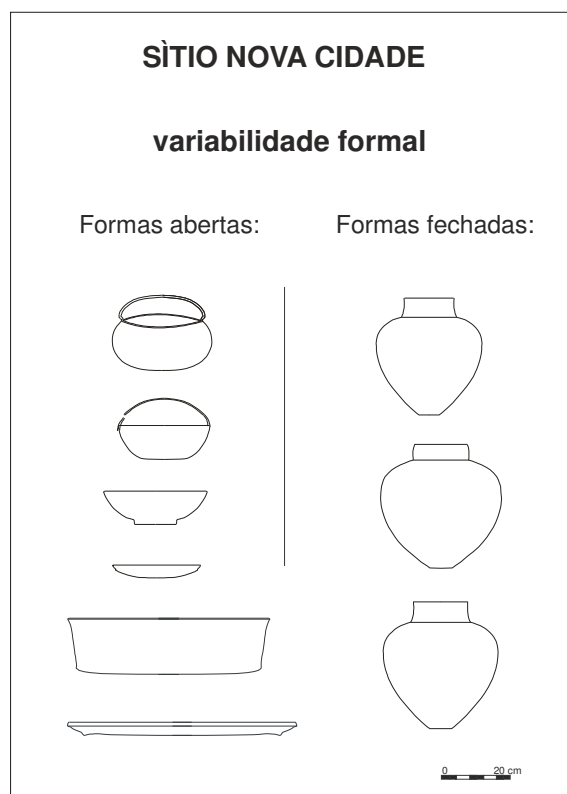 SÌTIO NOVA CIDADE
variabilidade formal
Formas abertas:
Formas fechadas:
0 20 cm